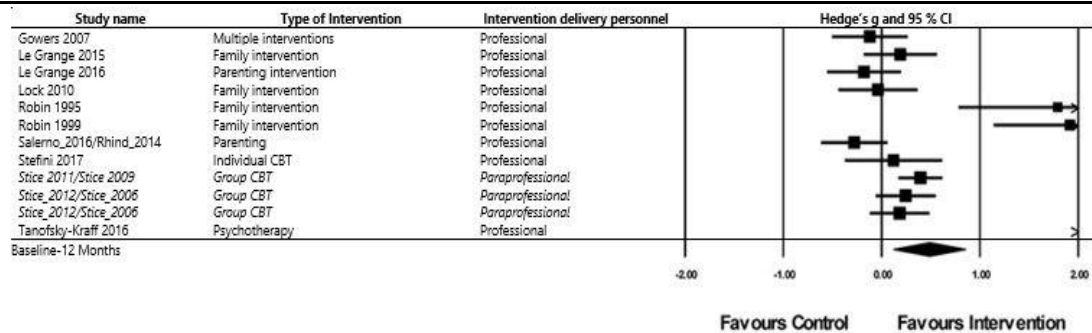 Study name Type of Intervention Intervention delivery personnel Hedge's g and 95 % CI
Gowers 2007 Multiple interventions Professional
Le Grange 2015 Family intervention Professional
Le Grange 2016 Parenting intervention Professional
Lock 2010 Family intervention Professional
Robin 1995 Family intervention Professional
Robin 1999 Family intervention Professional
Salerno_2016/Rhind_2014 Parenting Professional
Stefini 2017 Individual CBT Professional
Stice 2011/Stice 2009 Group CBT Paraprofessional
Stice_2012/Stice_2006 Group CBT Paraprofessional
Stice_2012/Stice_2006 Group CBT Paraprofessional
Tanofsky-Kraff 2016 Psychotherapy Professional
Baseline-12 Months
-2.00 -1.00 0.00 1.00 2.00
Favours Control Favours Intervention